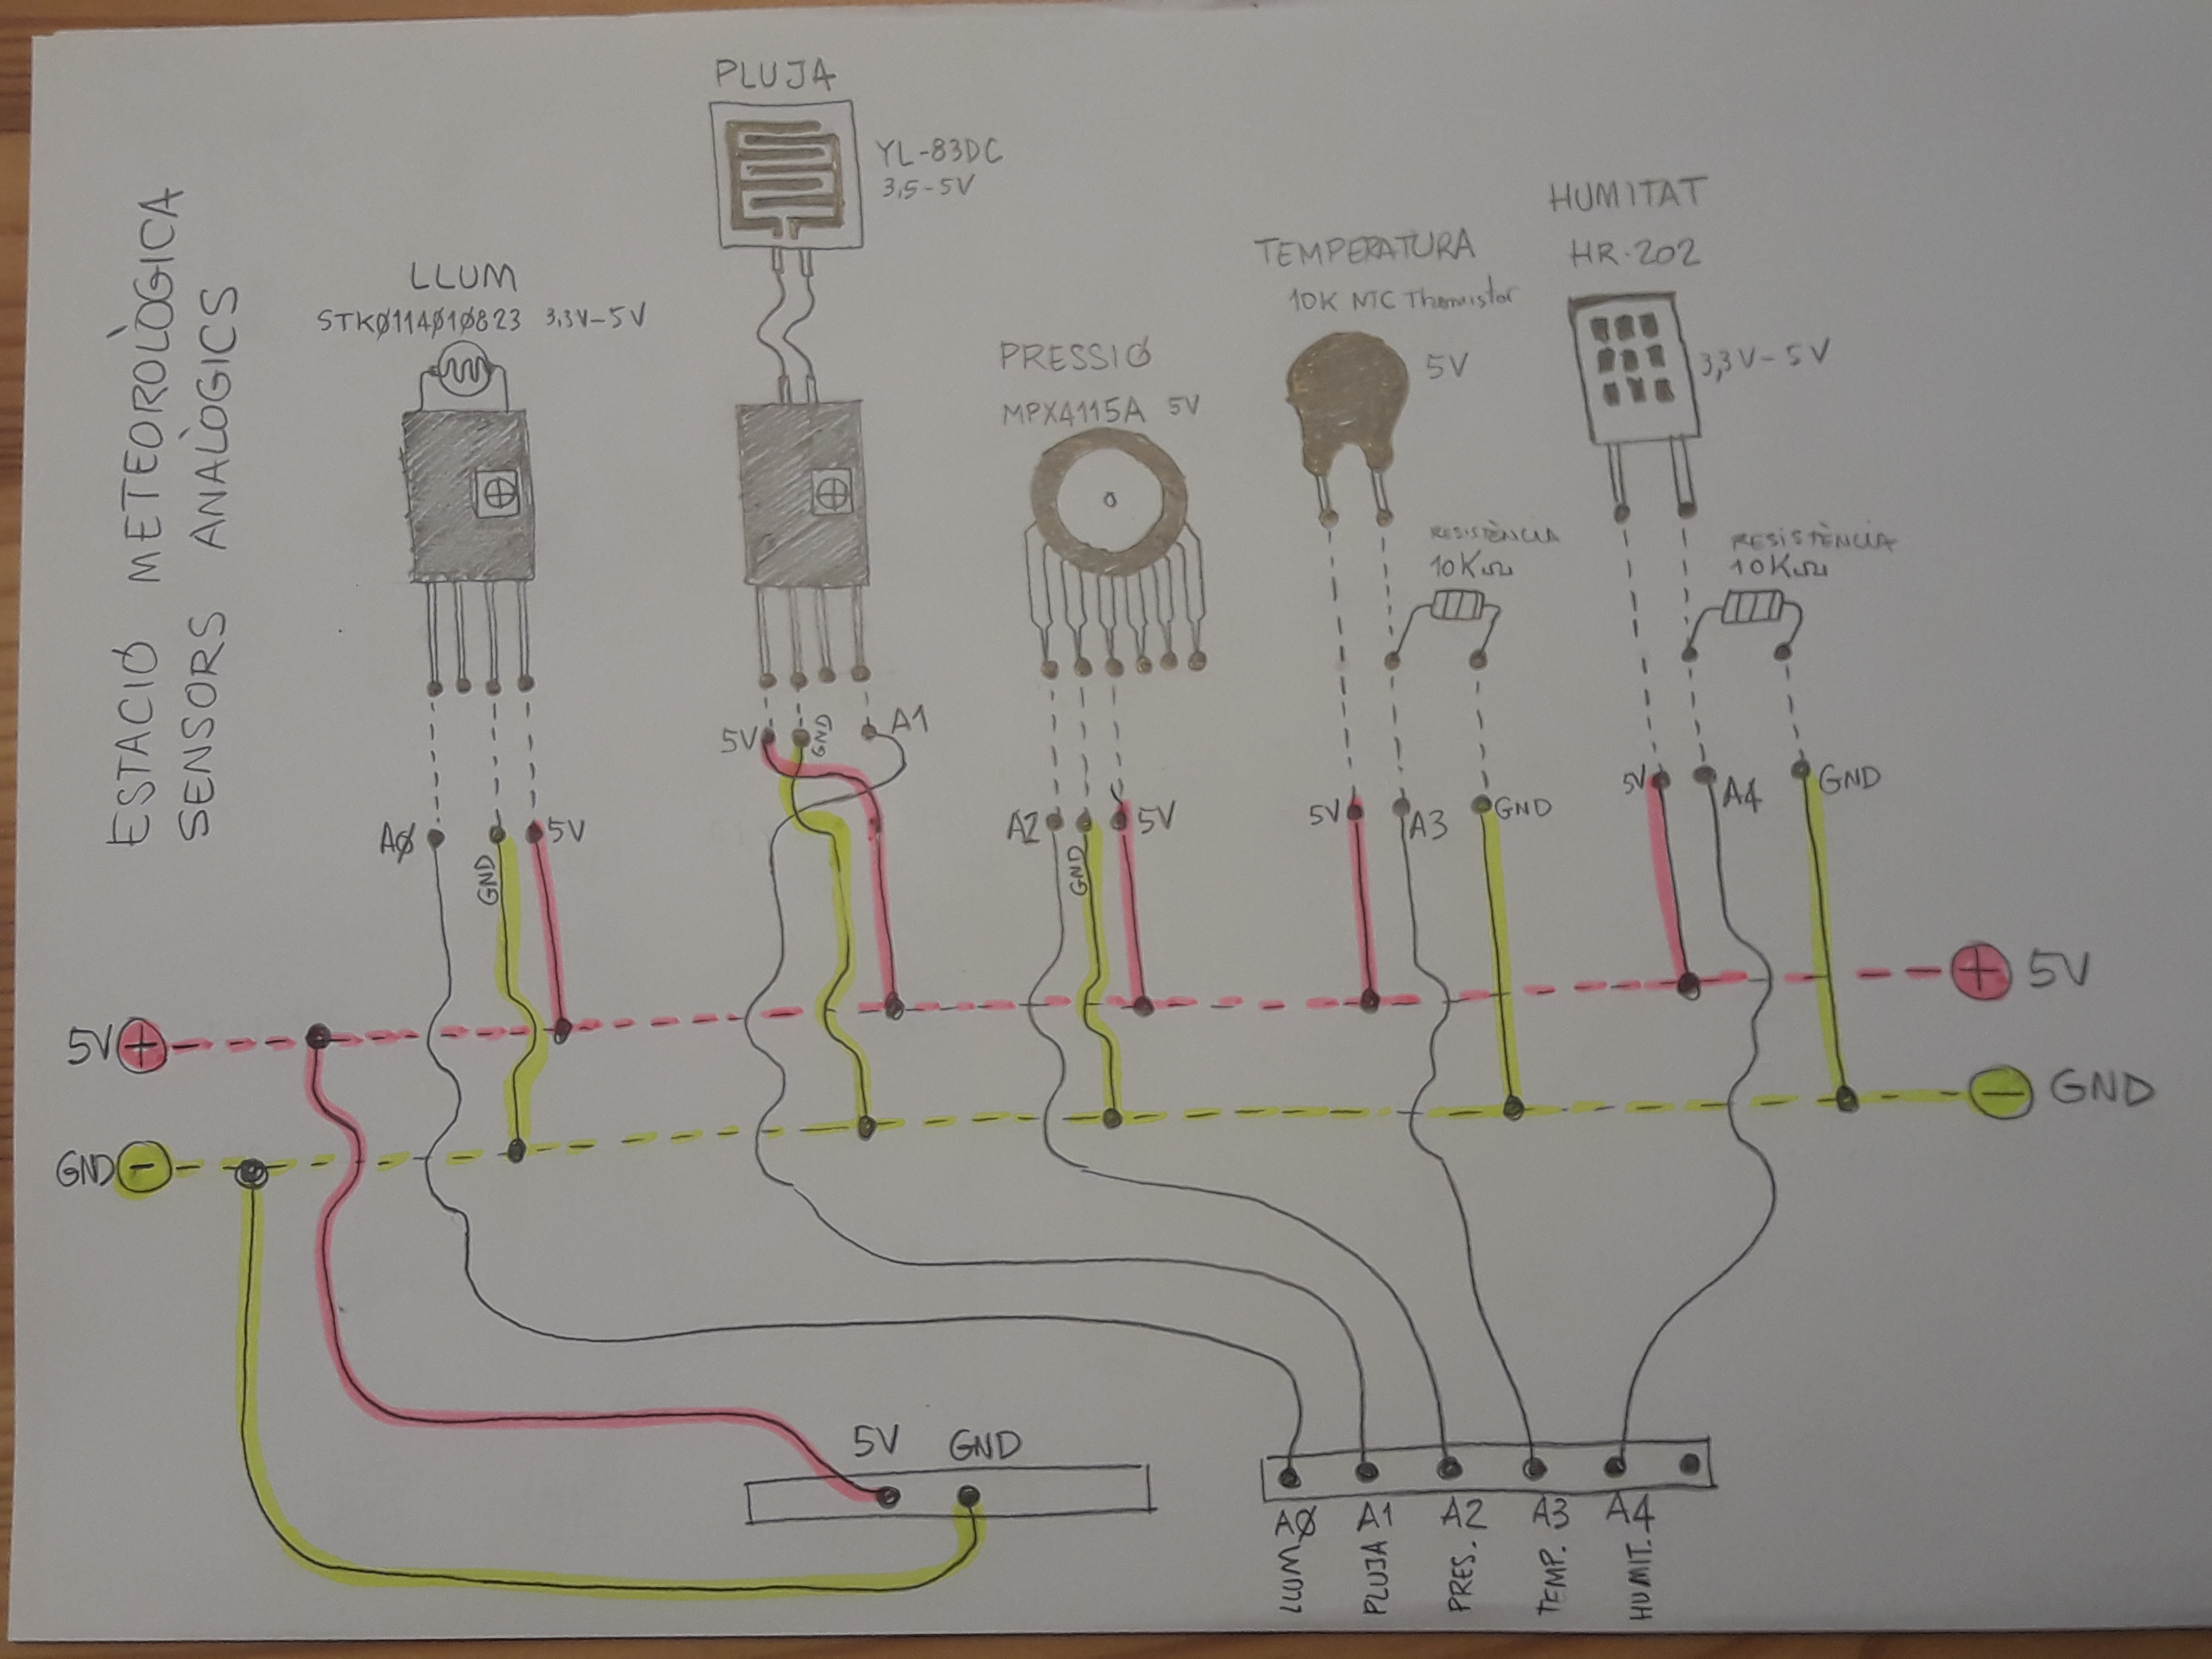 ESTACIÓ METEOROLÒGICA
SENSORS ANALÒGICS
GND
-
5V
+
LLUM
STKØ114Ø1Ø823 3,3V-5V
AØ
GND
5V
PLUJA
YL-83DC
3,5-5V
5V
GND
A1
PRESSIÓ
MPX4115A 5V
A2
GND
5V
TEMPERATURA
10K NTC Thermistor
5V
RESISTÈNCIA
10KΩ
5V
A3
GND
HUMITAT
HR-202
3,3V-5V
RESISTÈNCIA
10KΩ
5V
A4
GND
+
5V
-
GND
5V
GND
AØ
LLUM
A1
PLUJA
A2
PRES.
A3
TEMP.
A4
HUMIT.